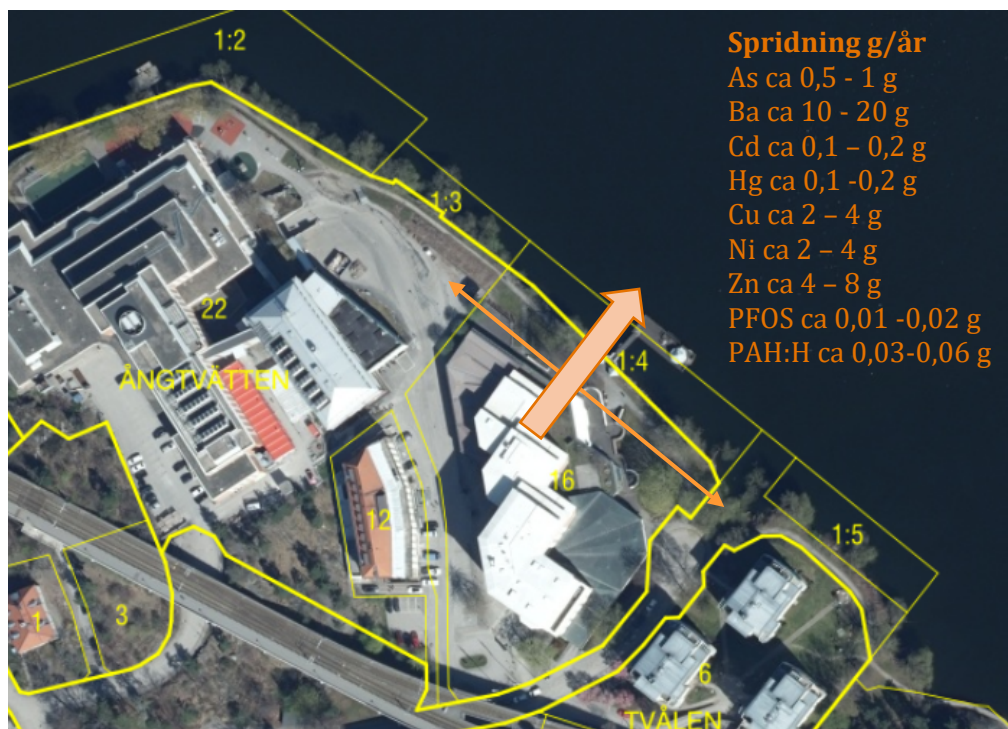 1:2
Spridning g/år
As ca 0,5 - 1 g
Ba ca 10 - 20 g
Cd ca 0,1 – 0,2 g
Hg ca 0,1 -0,2 g
Cu ca 2 – 4 g
Ni ca 2 – 4 g
Zn ca 4 – 8 g
PFOS ca 0,01 -0,02 g
PAH:H ca 0,03-0,06 g
1:3
22
1:4
ÅNGTVÄTTEN
16
12
1:5
1
3
6
TVÅLEN